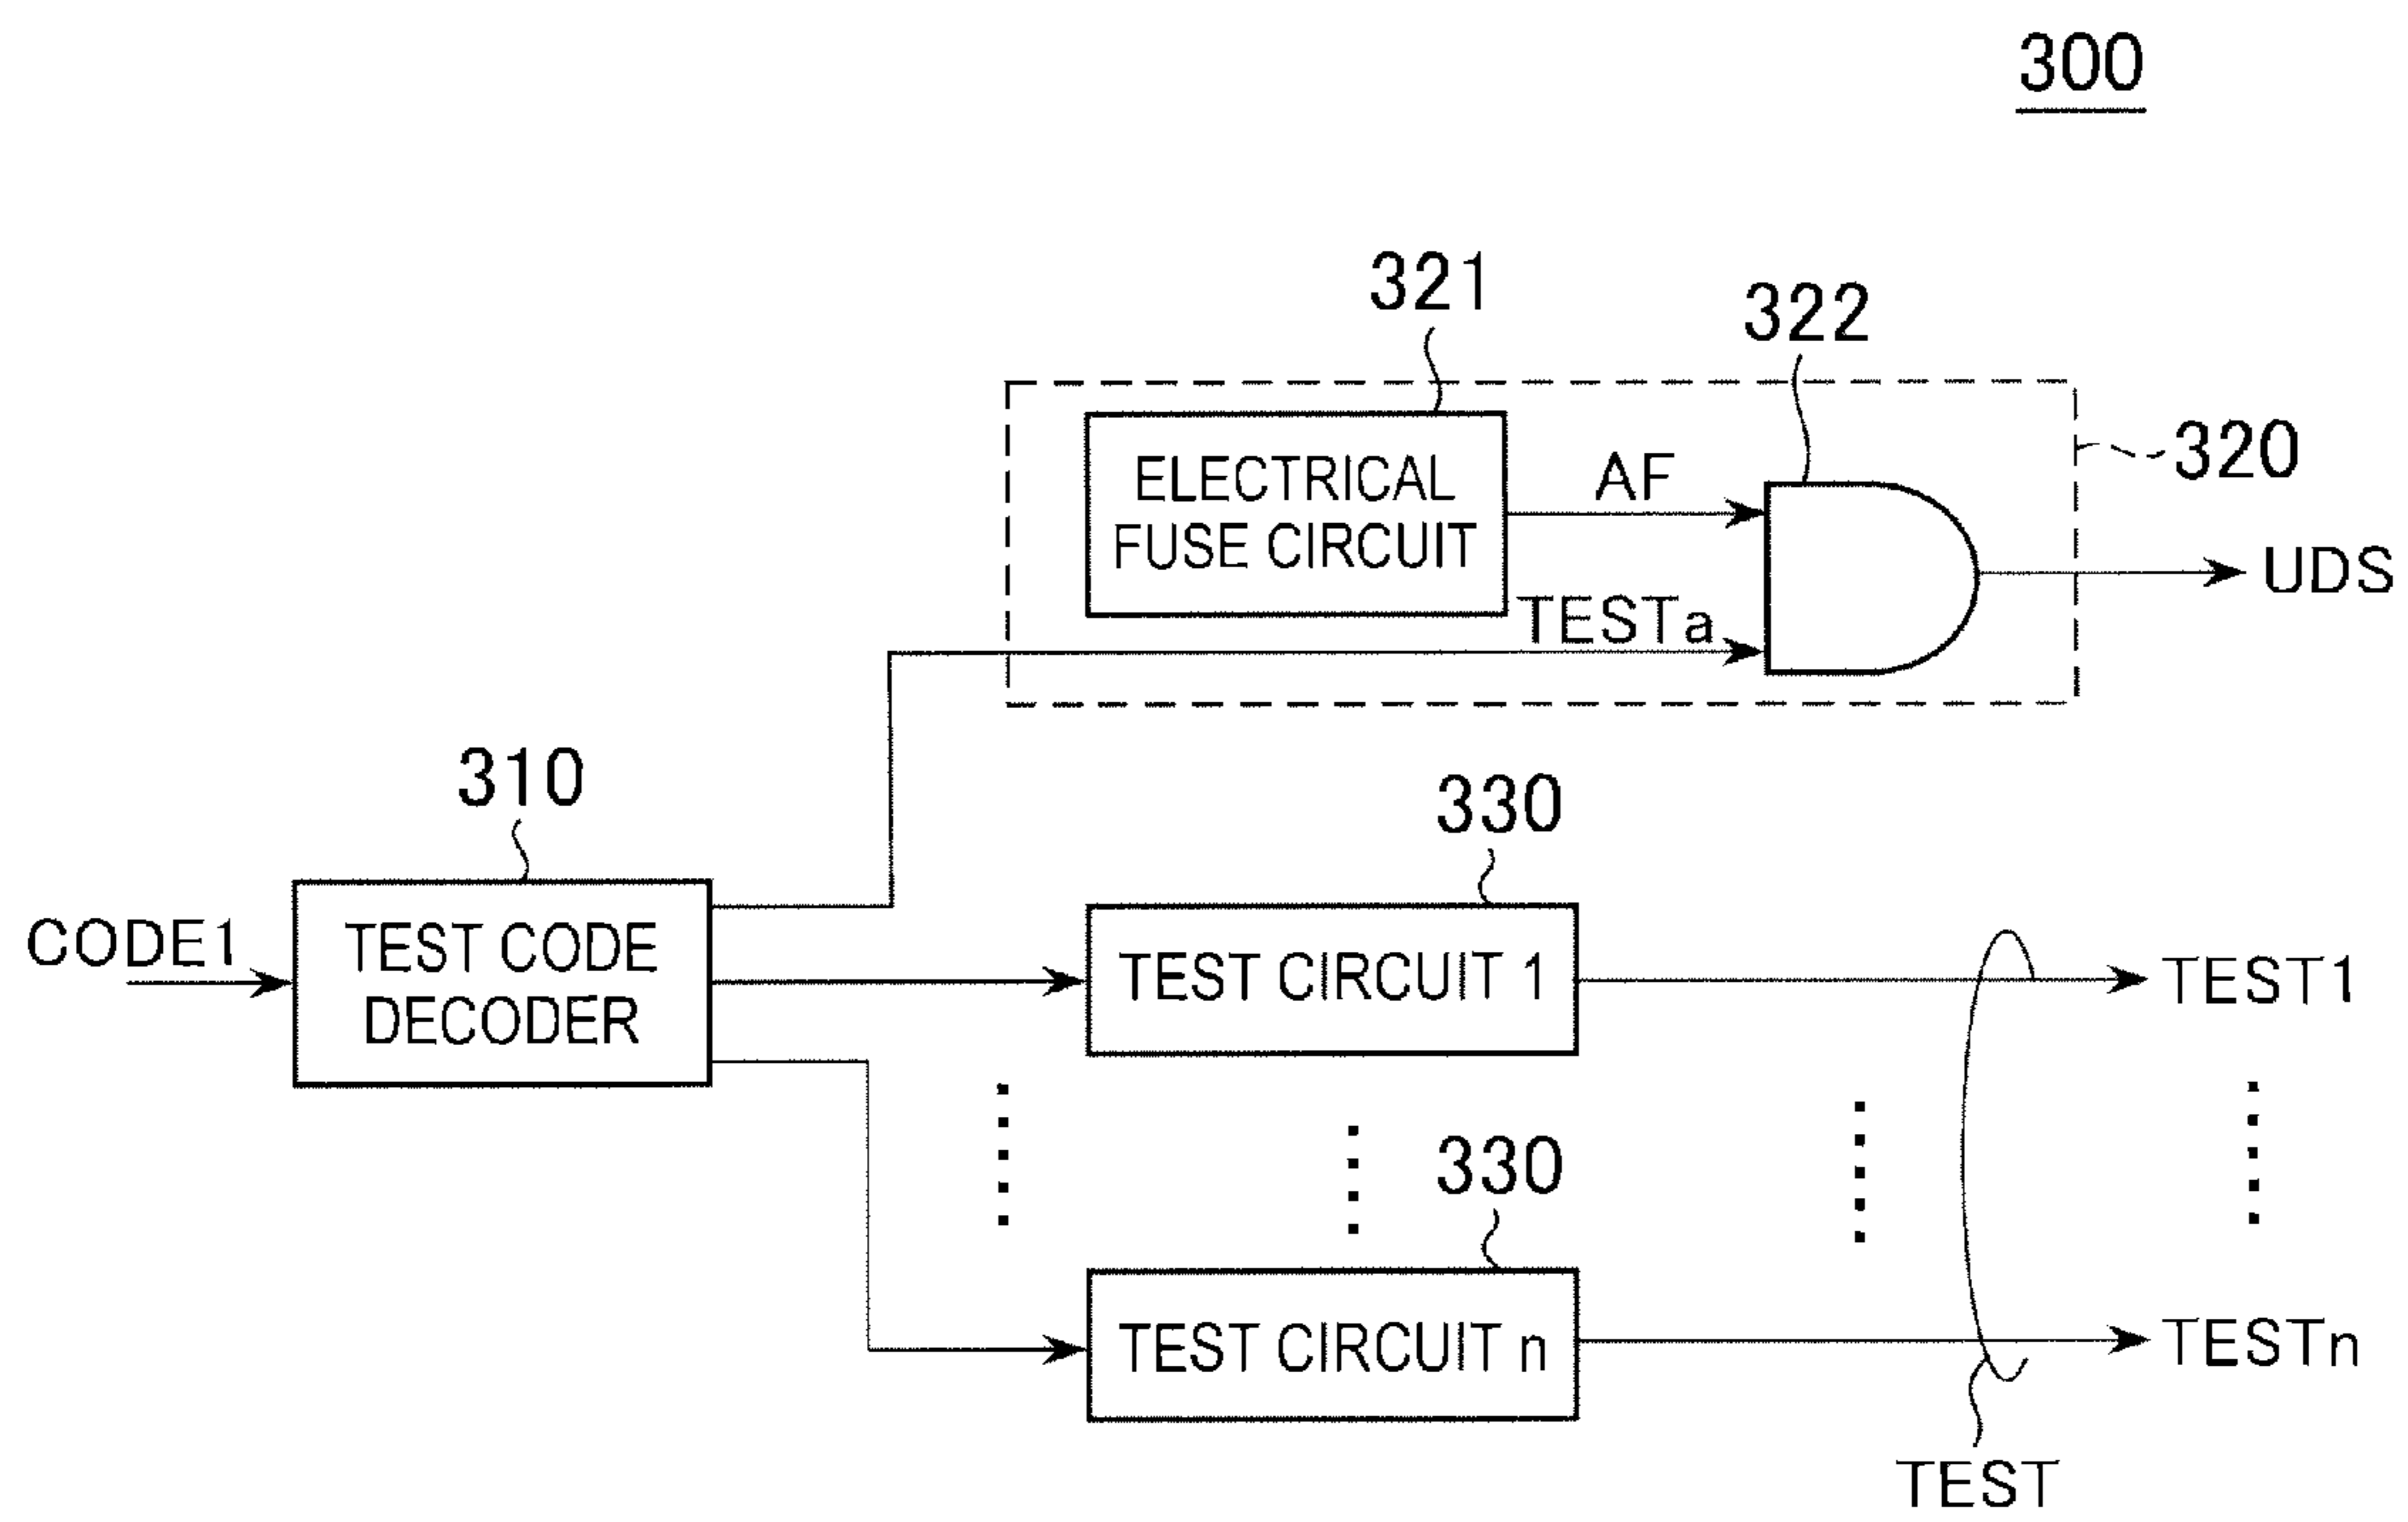 300
321
322
320
ELECTRICAL
FUSE CIRCUIT
AF
TESTa
UDS
310
CODE1
TEST CODE
DECODER
330
TEST CIRCUIT 1
TEST1
330
TEST CIRCUIT n
TESTn
TEST